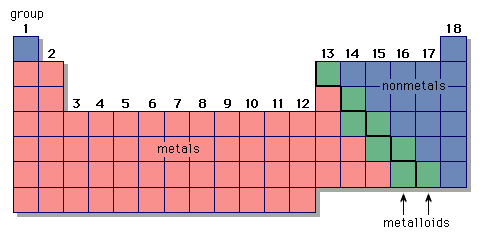 group
1 18
2 13 14 15 16 17
nonmetals
3 4 5 6 7 8 9 10 11 12
metals
metalloids